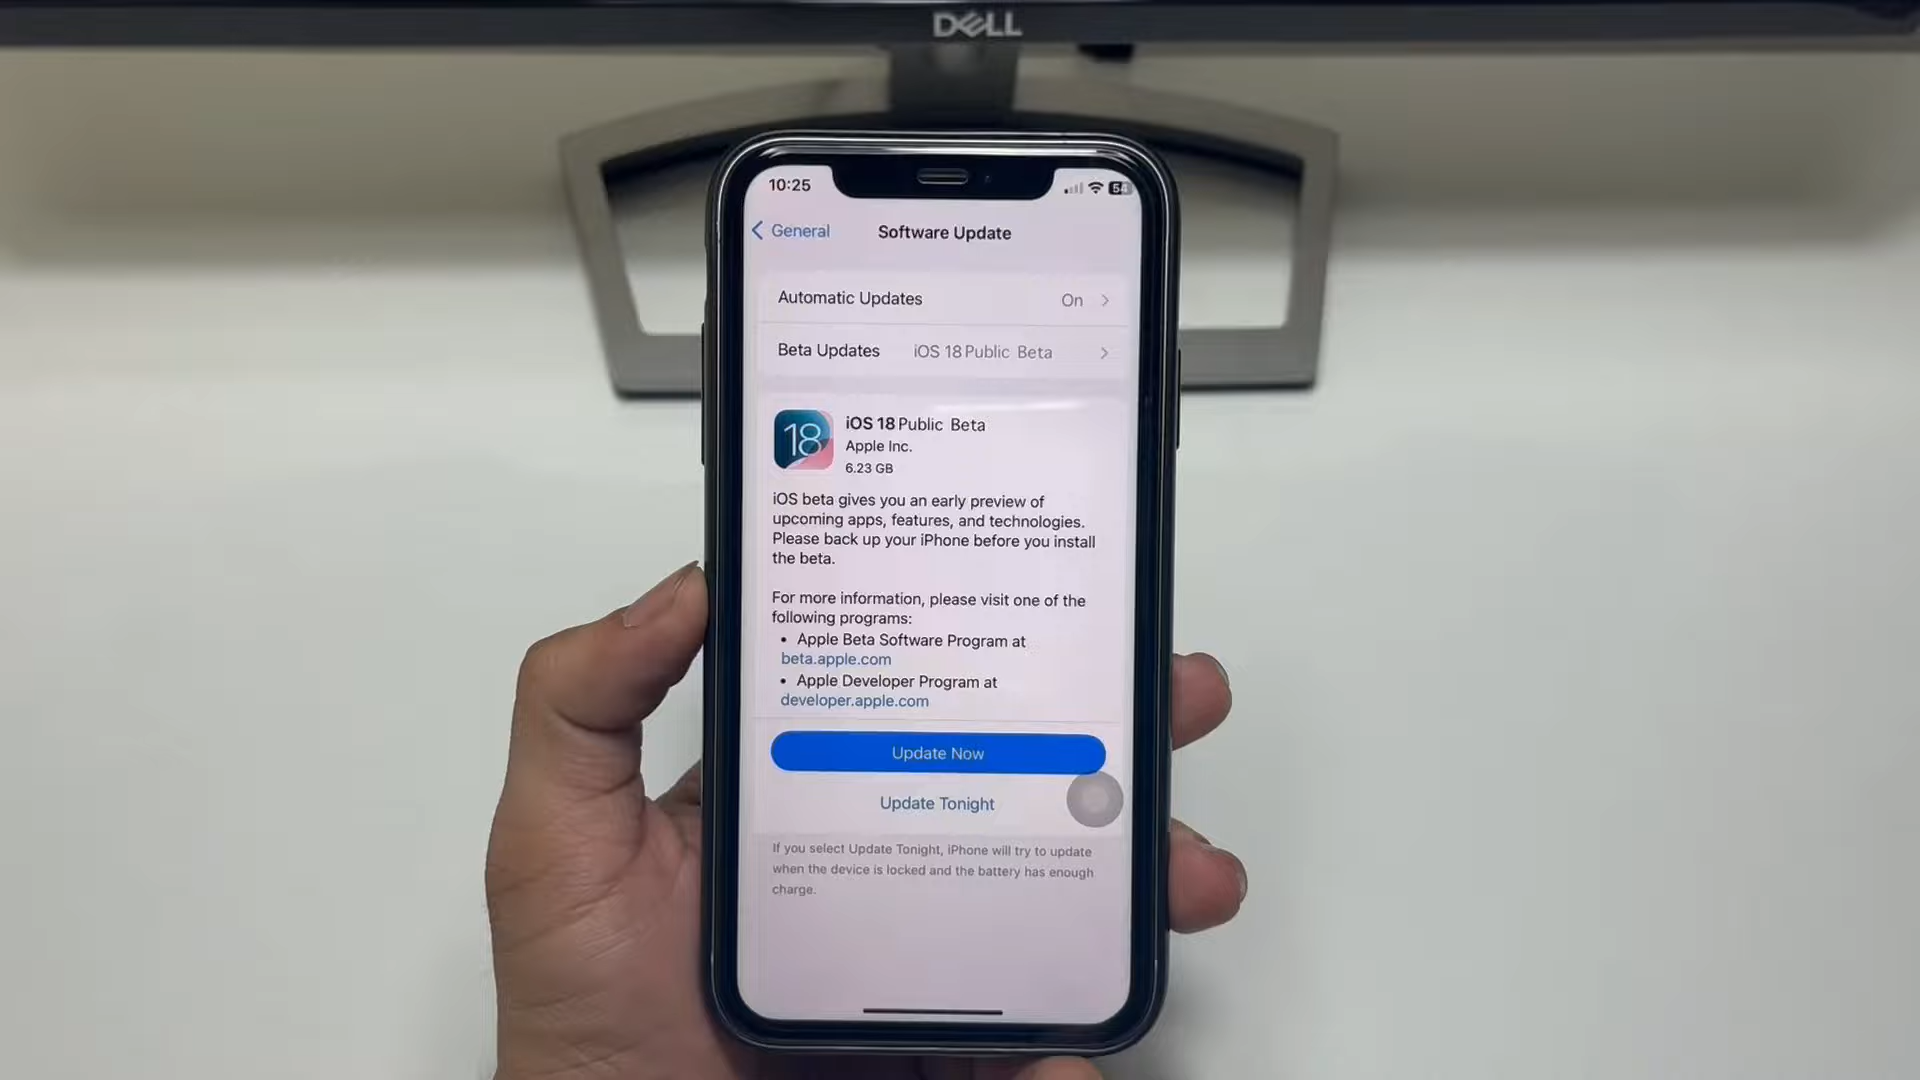 DELL
10:25
54
General
Software Update
Automatic Updates On
Beta Updates iOS 18 Public Beta
18
iOS 18 Public Beta
Apple Inc.
6.23 GB
iOS beta gives you an early preview of
upcoming apps, features, and technologies.
Please back up your iPhone before you install
the beta.
For more information, please visit one of the
following programs:
• Apple Beta Software Program at
beta.apple.com
• Apple Developer Program at
developer.apple.com
Update Now
Update Tonight
If you select Update Tonight, iPhone will try to update
when the device is locked and the battery has enough
charge.